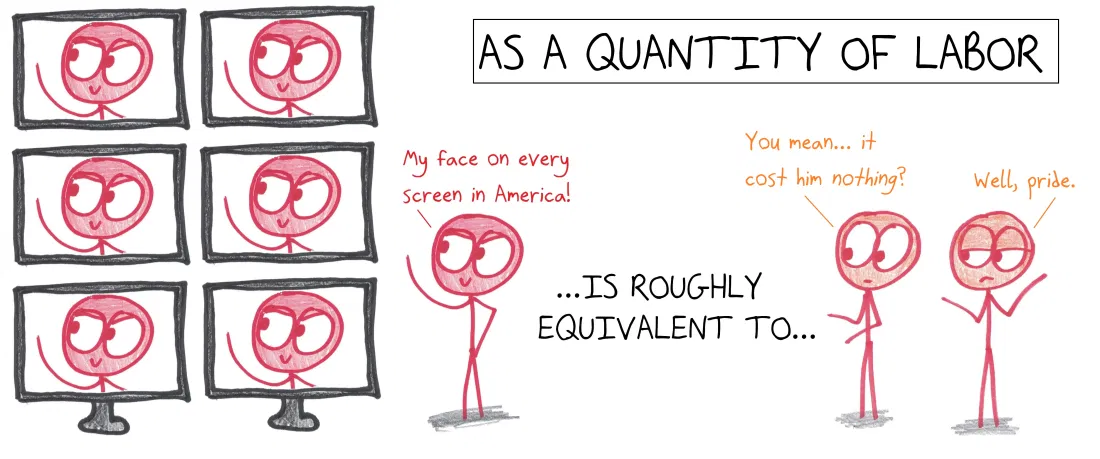 AS A QUANTITY OF LABOR
My face on every
screen in America!
...IS ROUGHLY
EQUIVALENT TO...
You mean... it
cost him nothing?
Well, pride.